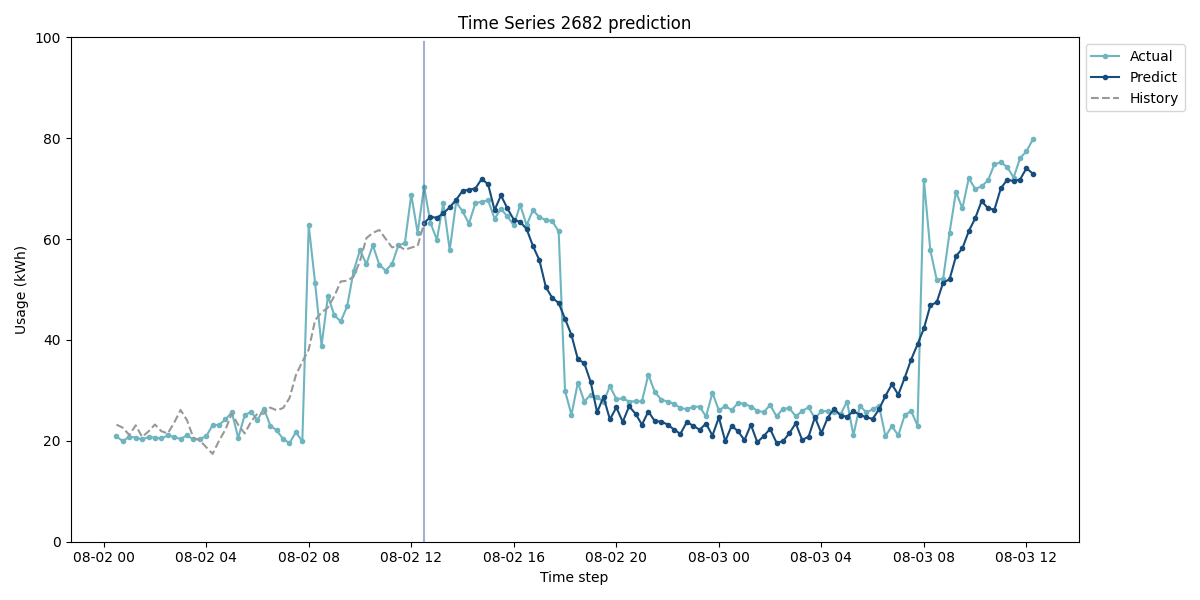 Time Series 2682 prediction
100
80
60
40
20
0
Usage (kWh)
08-02 00
08-02 04
08-02 08
08-02 12
08-02 16
08-02 20
08-03 00
08-03 04
08-03 08
08-03 12
Time step
Actual
Predict
History